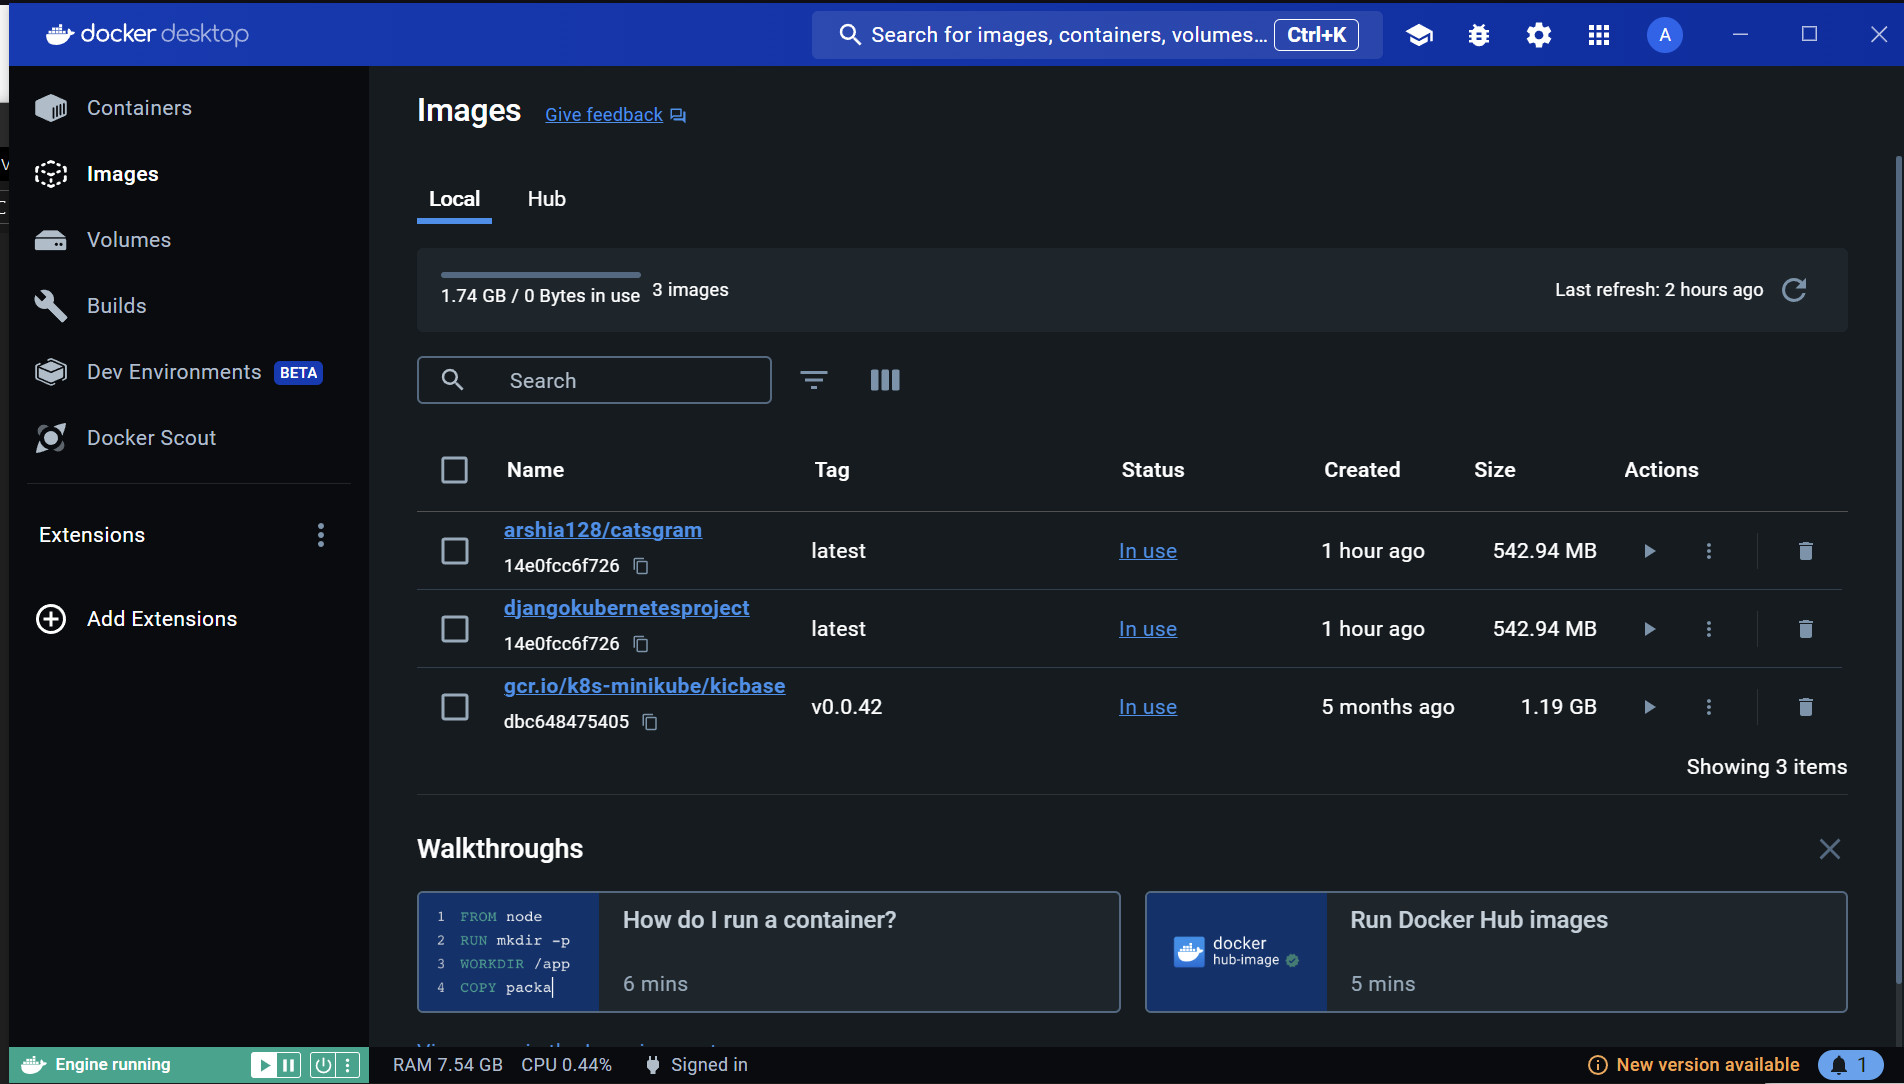 docker desktop
Search for images, containers, volumes... Ctrl+K
A
Containers
Images
Volumes
Builds
Dev Environments BETA
Docker Scout
Extensions
Add Extensions
Images Give feedback
Local Hub
1.74 GB / 0 Bytes in use 3 images Last refresh: 2 hours ago
Search
Name Tag Status Created Size Actions
arshia128/catsgram
14e0fcc6f726
latest In use 1 hour ago 542.94 MB
djangokubernetesproject
14e0fcc6f726
latest In use 1 hour ago 542.94 MB
gcr.io/k8s-minikube/kicbase
dbc648475405
v0.0.42 In use 5 months ago 1.19 GB
Showing 3 items
Walkthroughs
1 FROM node
2 RUN mkdir -p
3 WORKDIR /app
4 COPY packa
How do I run a container?
6 mins
docker
hub-image
Run Docker Hub images
5 mins
Engine running
RAM 7.54 GB CPU 0.44% Signed in
New version available 1